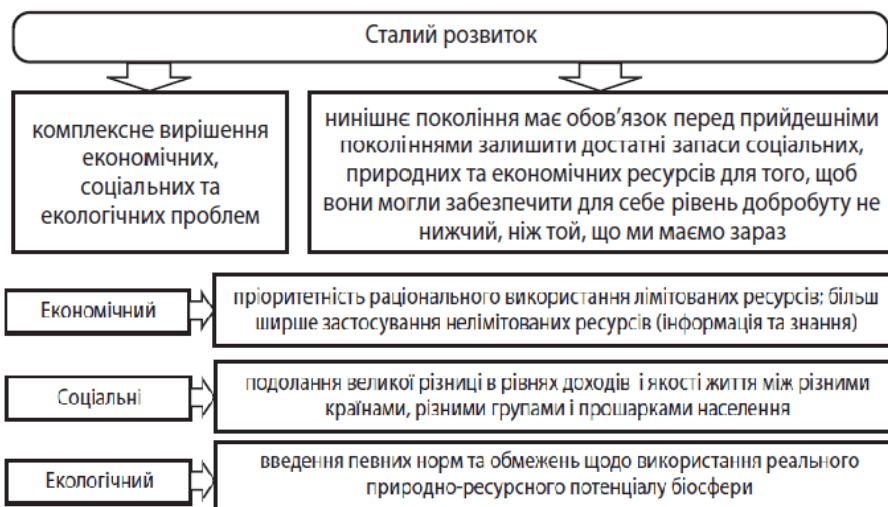 Сталий розвиток
комплексне вирішення
економічних,
соціальних та
екологічних проблем
нинішнє покоління має обов’язок перед прийдешніми
поколіннями залишити достатні запаси соціальних,
природних та економічних ресурсів для того, щоб
вони могли забезпечити для себе рівень добробуту не
нижчий, ніж той, що ми маємо зараз
Економічний
пріоритетність раціонального використання лімітованих ресурсів; більш
ширше застосування нелімітованих ресурсів (інформація та знання)
Соціальні
подолання великої різниці в рівнях доходів і якості життя між різними
країнами, різними групами і прошарками населення
Екологічний
введення певних норм та обмежень щодо використання реального
природно-ресурсного потенціалу біосфери